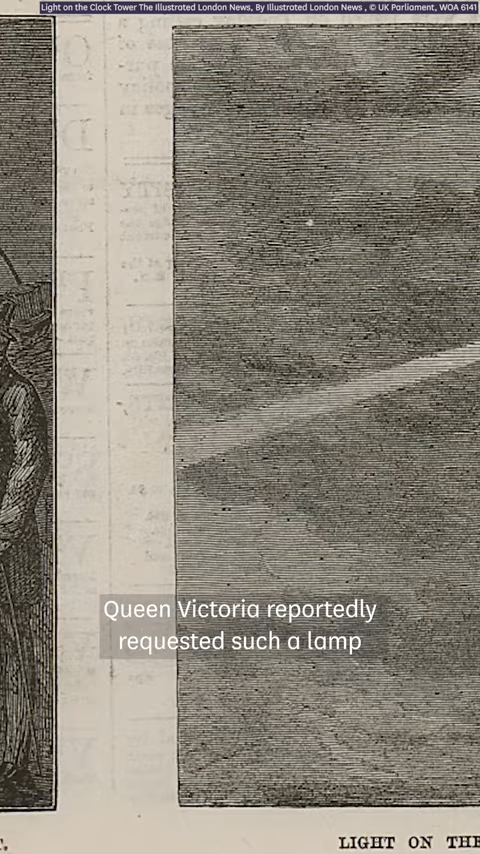 Light on the Clock Tower The Illustrated London News, By Illustrated London News , © UK Parliament, WOA 6141
Queen Victoria reportedly
requested such a lamp
T.
LIGHT ON THE